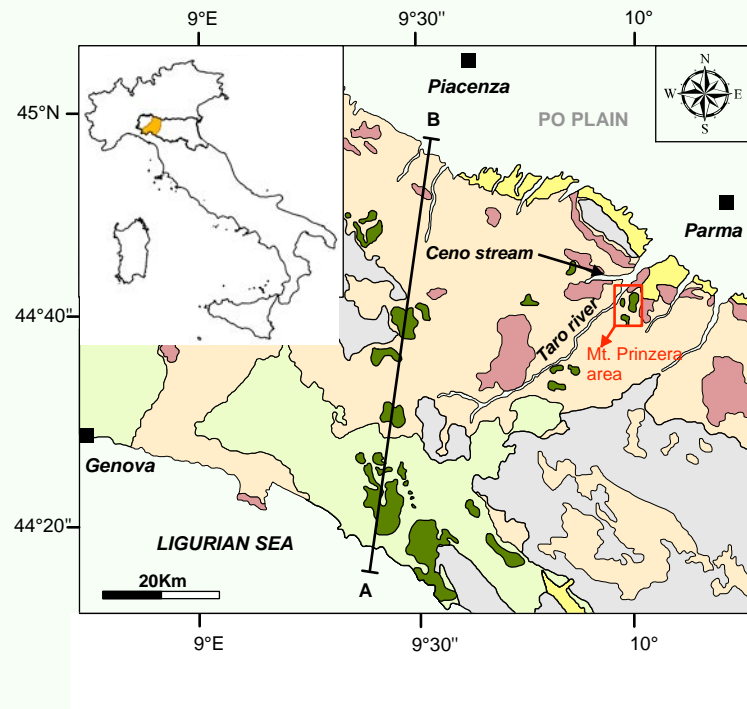 9°E
9°30''
10°
45°N
44°40''
44°20''
Piacenza
B
PO PLAIN
N
W
E
S
Parma
Ceno stream
Taro river
Mt. Prinzera
area
Genova
LIGURIAN SEA
20Km
A
9°E
9°30''
10°